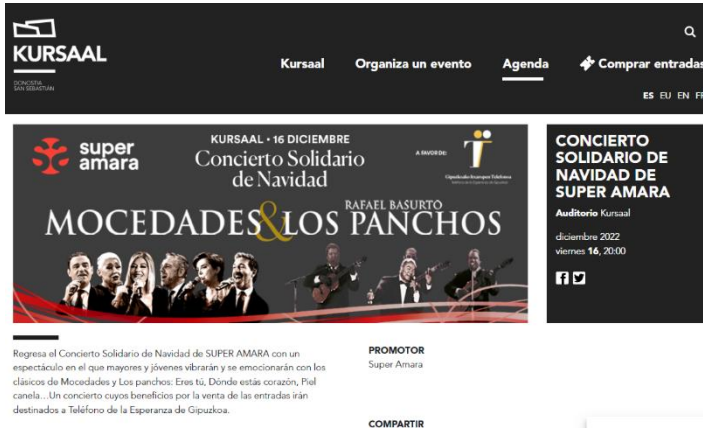 KURSAAL
DONOSTIA
SAN SEBASTIÁN
Kursaal
Organiza un evento
Agenda
Comprar entradas
ES EU EN FR
super
amara
KURSAAL • 16 DICIEMBRE
Concierto Solidario
de Navidad
A FAVOR DE:
MOCEDADES & LOS PANCHOS
RAFAEL BASURTO
CONCIERTO
SOLIDARIO DE
NAVIDAD DE
SUPER AMARA
Auditorio Kursaal
diciembre 2022
viernes 16, 20:00
Regresa el Concierto Solidario de Navidad de SUPER AMARA con un
espectáculo en el que mayores y jóvenes vibrarán y se emocionarán con los
clásicos de Mocedades y Los panchos: Eres tú, Dónde estás corazón, Piel
canela...Un concierto cuyos beneficios por la venta de las entradas irán
destinados a Teléfono de la Esperanza de Gipuzkoa.
PROMOTOR
Super Amara
COMPARTIR